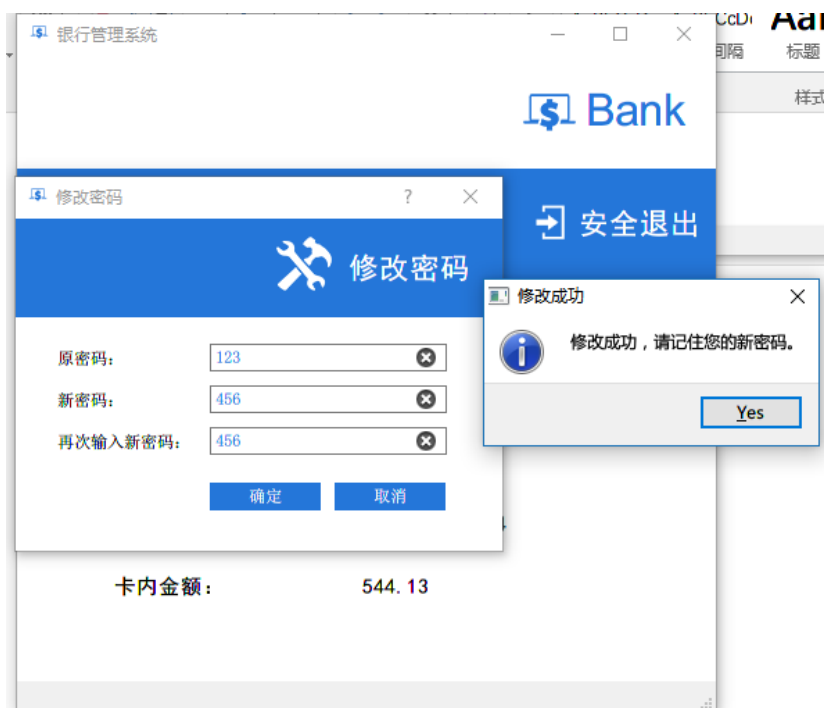 银行管理系统
间隔
标题
样式
Bank
修改密码
?
安全退出
修改密码
修改成功
修改成功，请记住您的新密码。
Yes
原密码：
123
新密码：
456
再次输入新密码：
456
确定
取消
卡内金额：
544.13